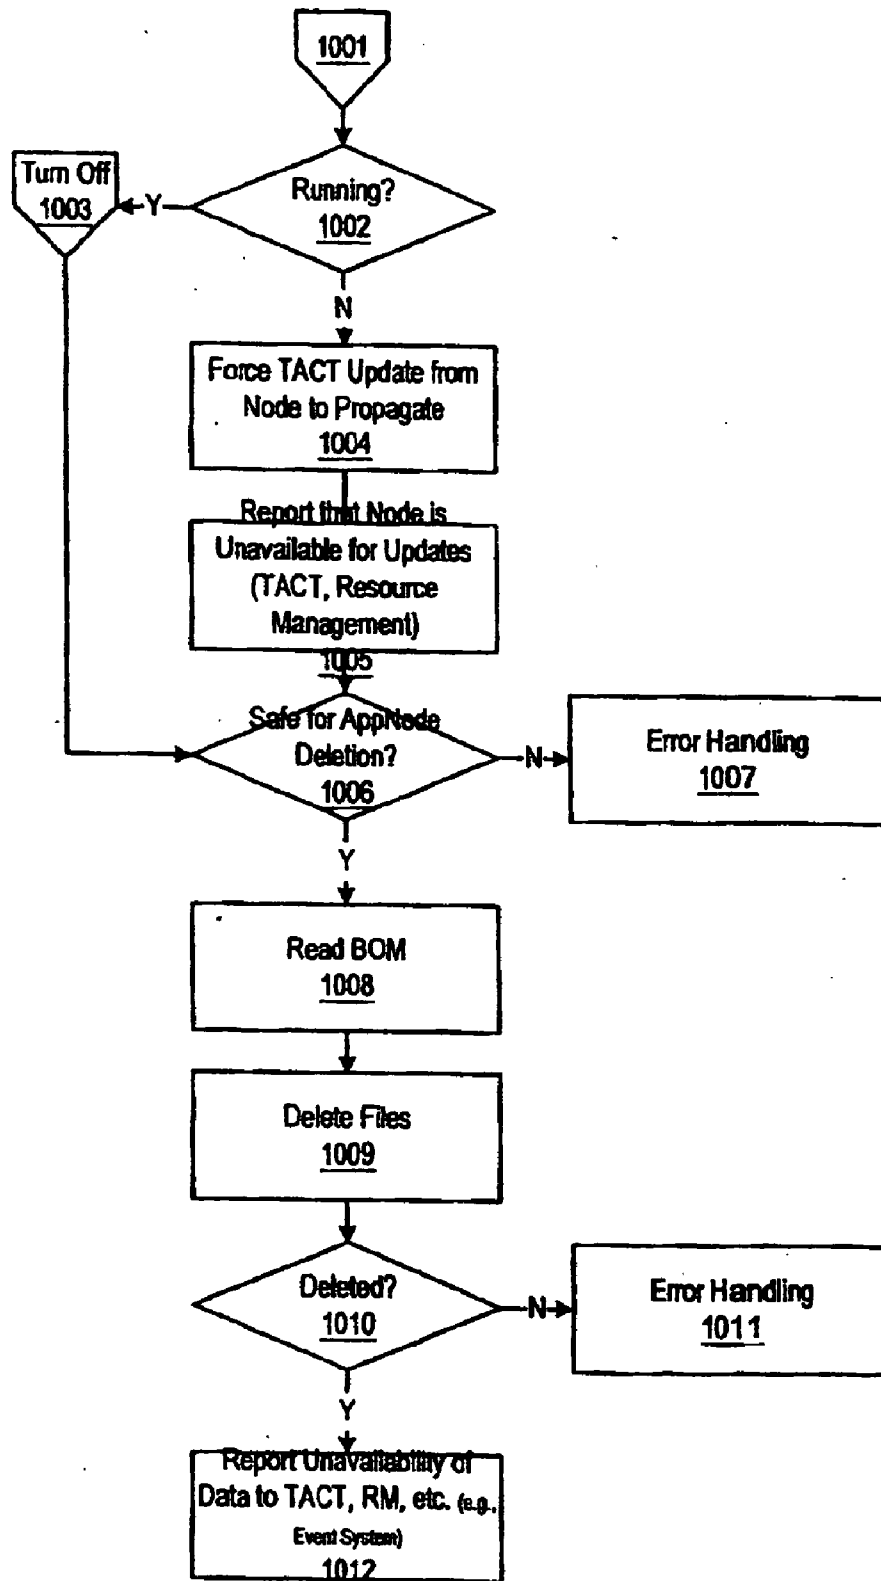 1001
Turn Off
1003
Y
Running?
1002
N
Force TACT Update from
Node to Propagate
1004
Report that Node is
Unavailable for Updates
(TACT, Resource
Management)
1005
Safe for AppNode
Deletion?
1006
N
Error Handling
1007
Y
Read BOM
1008
Delete Files
1009
Deleted?
1010
N
Error Handling
1011
Y
Report Unavailability of
Data to TACT, RM, etc. (e.g.,
Event System)
1012